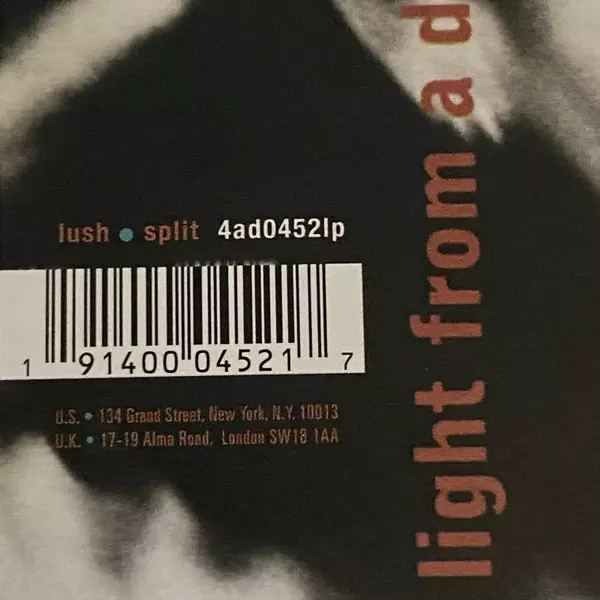 lush • split 4ad0452lp
1 91400 04521 7
U.S. • 134 Grand Street, New York, N.Y. 10013
U.K. • 17-19 Alma Road, London SW18 1AA
light from a d